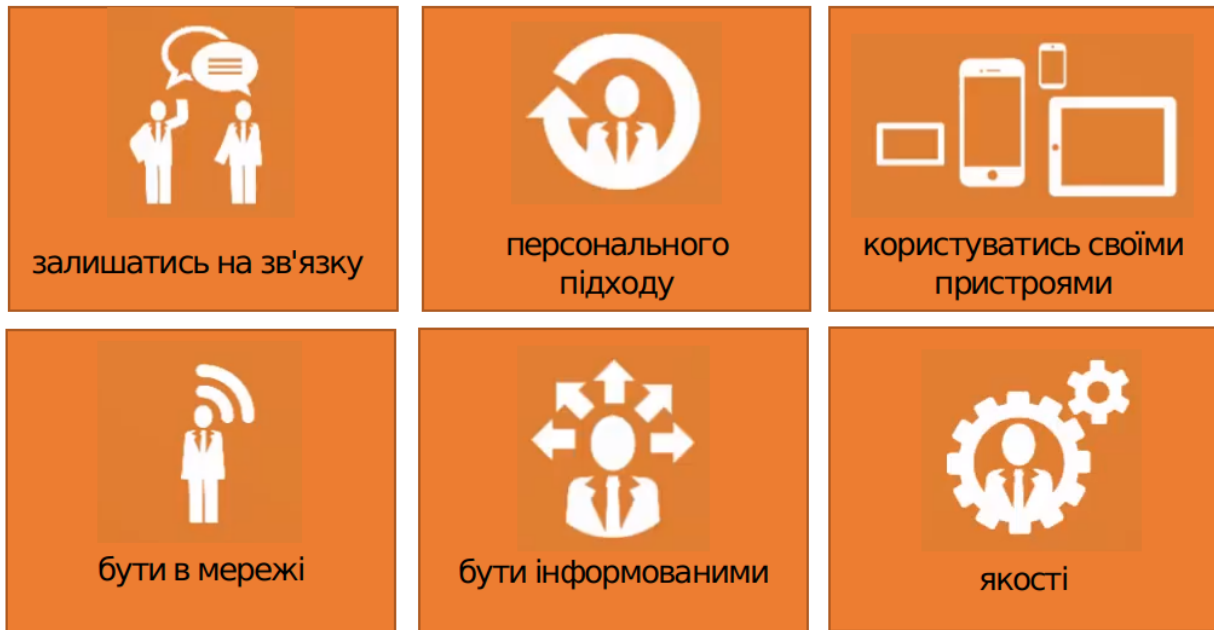 залишатись на зв'язку
персонального
підходу
користуватись своїми
пристроями
бути в мережі
бути інформованими
якості